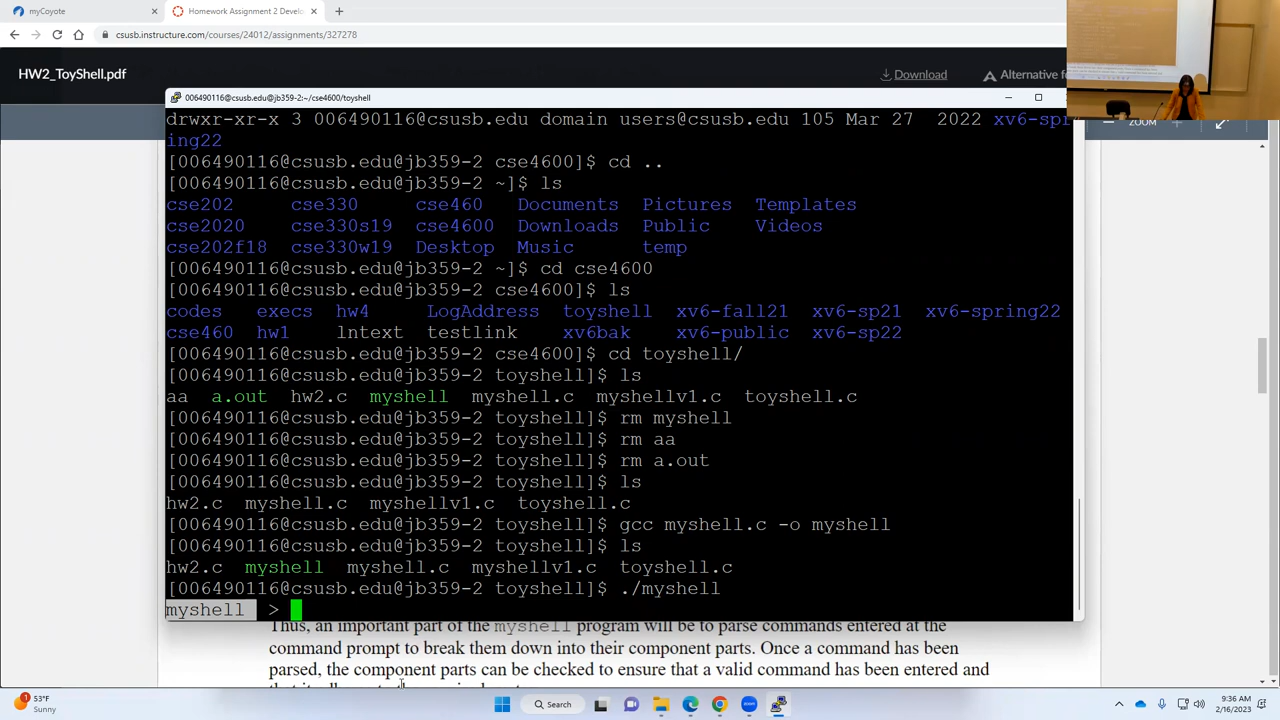 myCoyote
Homework Assignment 2 Develo
csusb.instructure.com/courses/24012/assignments/327278
HW2_ToyShell.pdf
Download
Alternative fo
006490116@csusb.edu@jb359-2:~/cse4600/toyshell
ZOOM
drwxr-xr-x 3 006490116@csusb.edu domain users@csusb.edu 105 Mar 27  2022 xv6-spr
ing22
[006490116@csusb.edu@jb359-2 cse4600]$ cd ..
[006490116@csusb.edu@jb359-2 ~]$ ls
cse202 cse330 cse460 Documents Pictures Templates
cse2020 cse330s19 cse4600 Downloads Public Videos
cse202f18 cse330w19 Desktop Music temp
[006490116@csusb.edu@jb359-2 ~]$ cd cse4600
[006490116@csusb.edu@jb359-2 cse4600]$ ls
codes execs hw4 LogAddress toyshell xv6-fall21 xv6-sp21 xv6-spring22
cse460 hw1 lntext testlink xv6bak xv6-public xv6-sp22
[006490116@csusb.edu@jb359-2 cse4600]$ cd toyshell/
[006490116@csusb.edu@jb359-2 toyshell]$ ls
aa a.out hw2.c myshell myshell.c myshellv1.c toyshell.c
[006490116@csusb.edu@jb359-2 toyshell]$ rm myshell
[006490116@csusb.edu@jb359-2 toyshell]$ rm aa
[006490116@csusb.edu@jb359-2 toyshell]$ rm a.out
[006490116@csusb.edu@jb359-2 toyshell]$ ls
hw2.c myshell.c myshellv1.c toyshell.c
[006490116@csusb.edu@jb359-2 toyshell]$ gcc myshell.c -o myshell
[006490116@csusb.edu@jb359-2 toyshell]$ ls
hw2.c myshell myshell.c myshellv1.c toyshell.c
[006490116@csusb.edu@jb359-2 toyshell]$ ./myshell
myshell >
Thus, an important part of the myshell program will be to parse commands entered at the
command prompt to break them down into their component parts. Once a command has been
parsed, the component parts can be checked to ensure that a valid command has been entered and
53°F
Sunny
Search
9:36 AM
2/16/2023